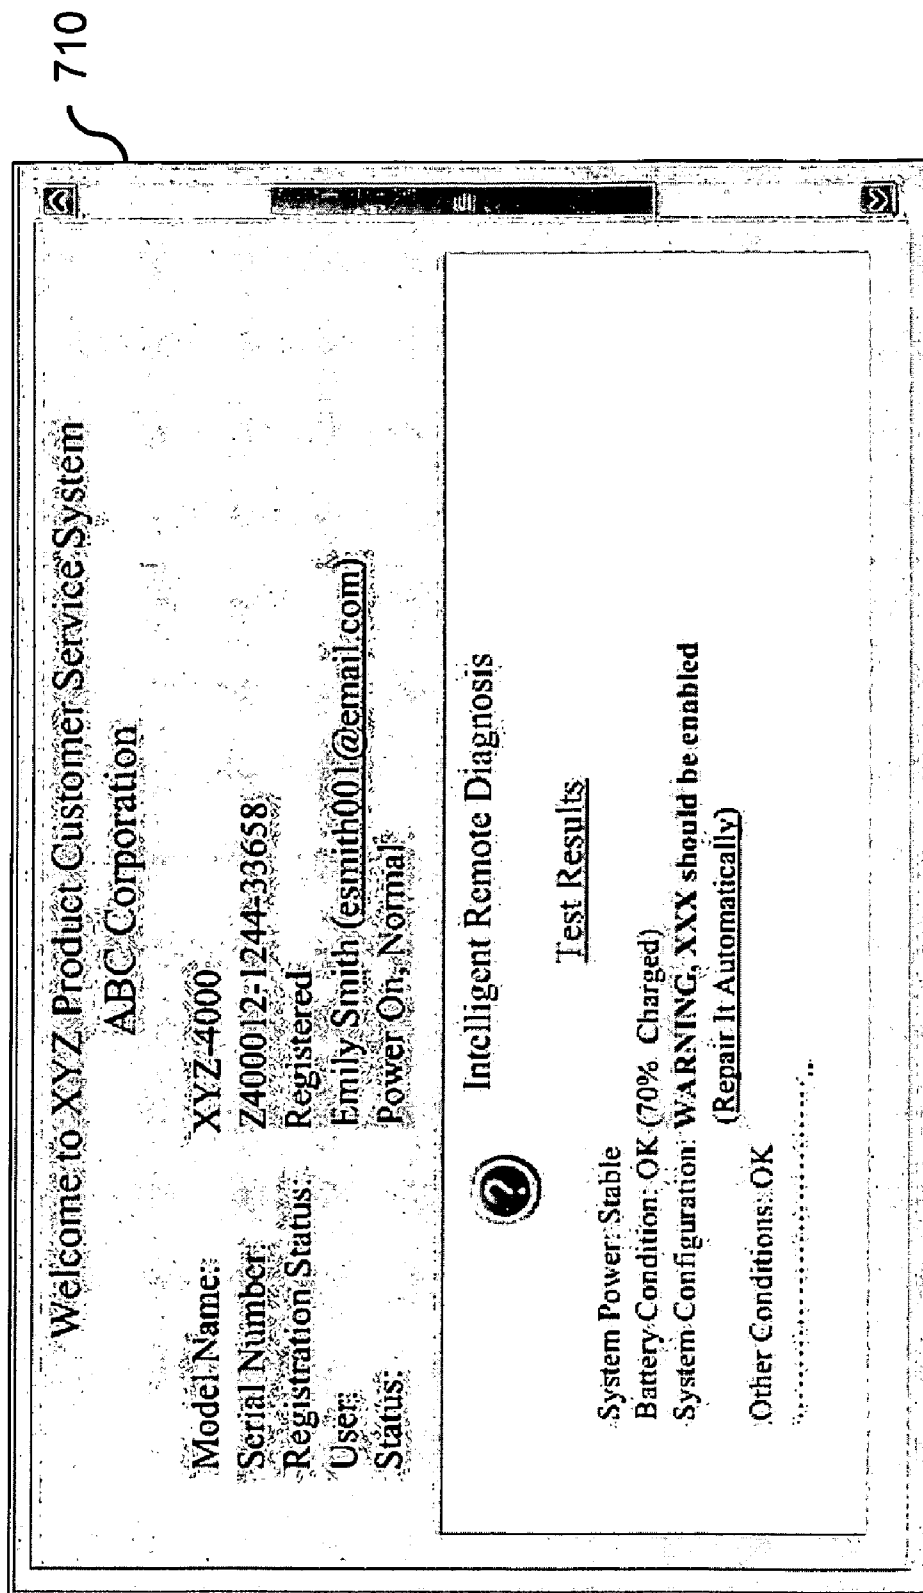 710
Welcome to XYZ Product Customer Service System
ABC Corporation
Model Name: XYZ-4000
Serial Number: Z400012-1244-33658
Registration Status: Registered
User: Emily Smith (esmith001@email.com)
Status: Power On, Normal
? Intelligent Remote Diagnosis
Test Results
System Power: Stable
Battery Condition: OK (70% Charged)
System Configuration: WARNING, XXX should be enabled
(Repair It Automatically)
Other Conditions: OK